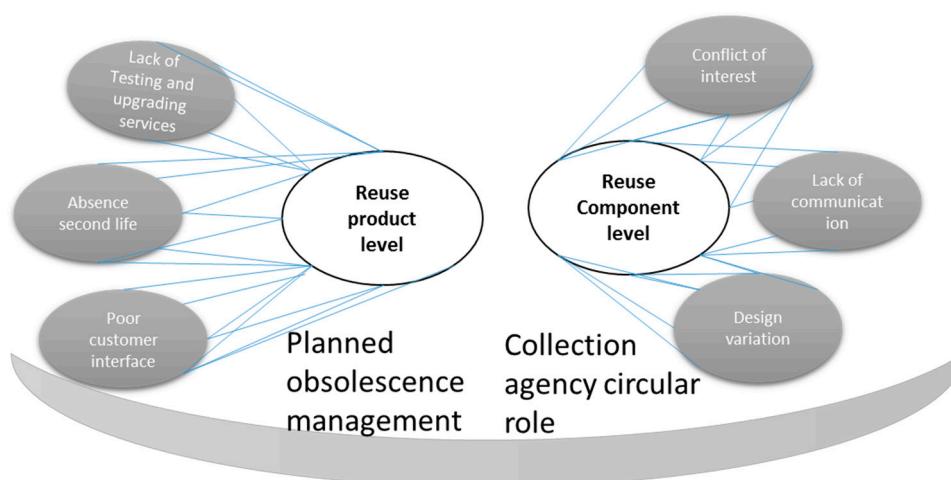 Lack of
Testing and
upgrading
services
Absence
second life
Poor
customer
interface
Reuse
product
level
Planned
obsolescence
management
Reuse
Component
level
Collection
agency circular
role
Conflict of
interest
Lack of
communicat
ion
Design
variation